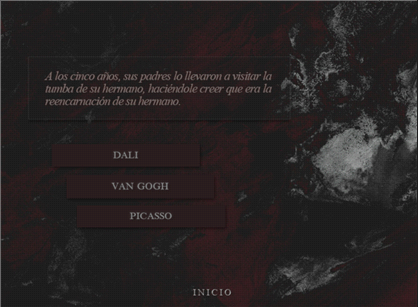 A los cinco años, sus padres lo llevaron a visitar la
tumba de su hermano, haciéndole creer que era la
reencarnación de su hermano.
DALI
VAN GOGH
PICASSO
INICIO